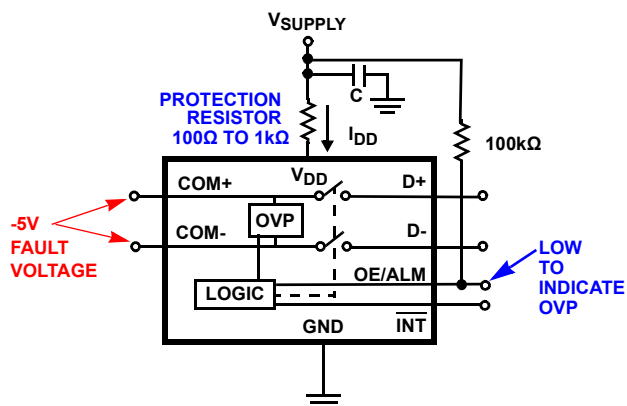 VSUPPLY
C
PROTECTION
RESISTOR
100Ω TO 1kΩ
IDD
100kΩ
COM+
VDD
D+
OVP
-5V
FAULT
VOLTAGE
COM-
D-
LOW
TO
INDICATE
OVP
OE/ALM
LOGIC
GND
INT